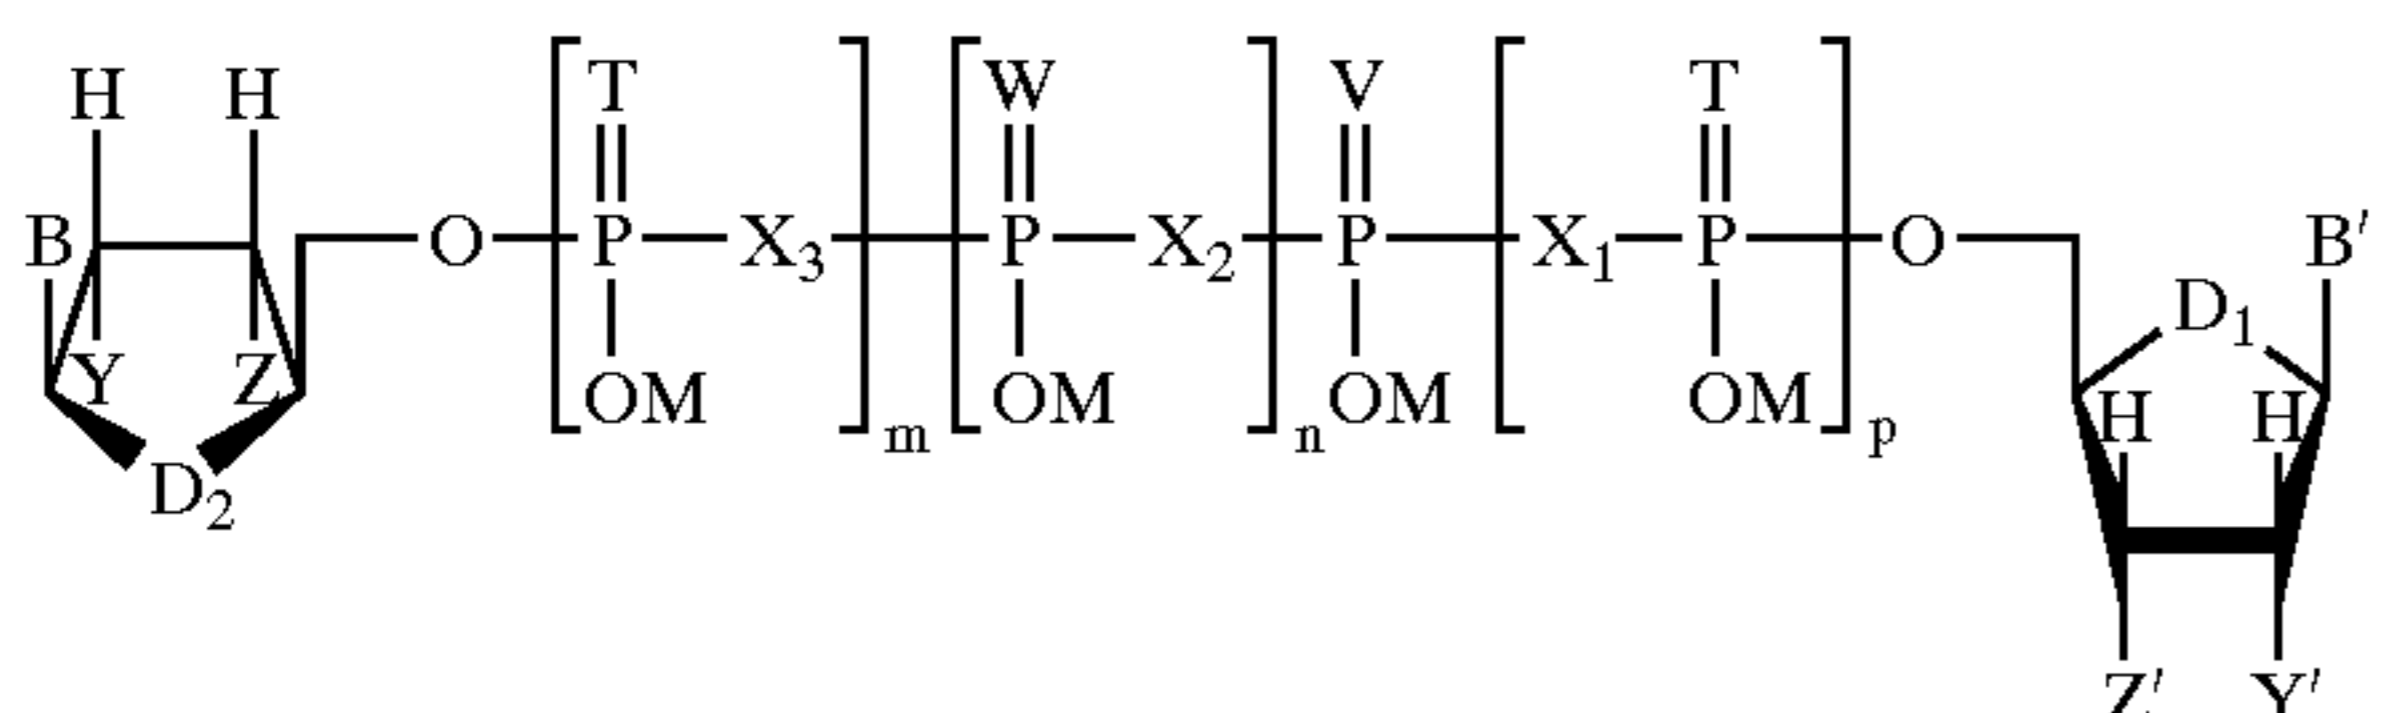 H H T W V T
B O P X3 P X2 P X1 P O B'
D1
Y Z OM OM OM OM H H
m n p
D2
Z' Y'